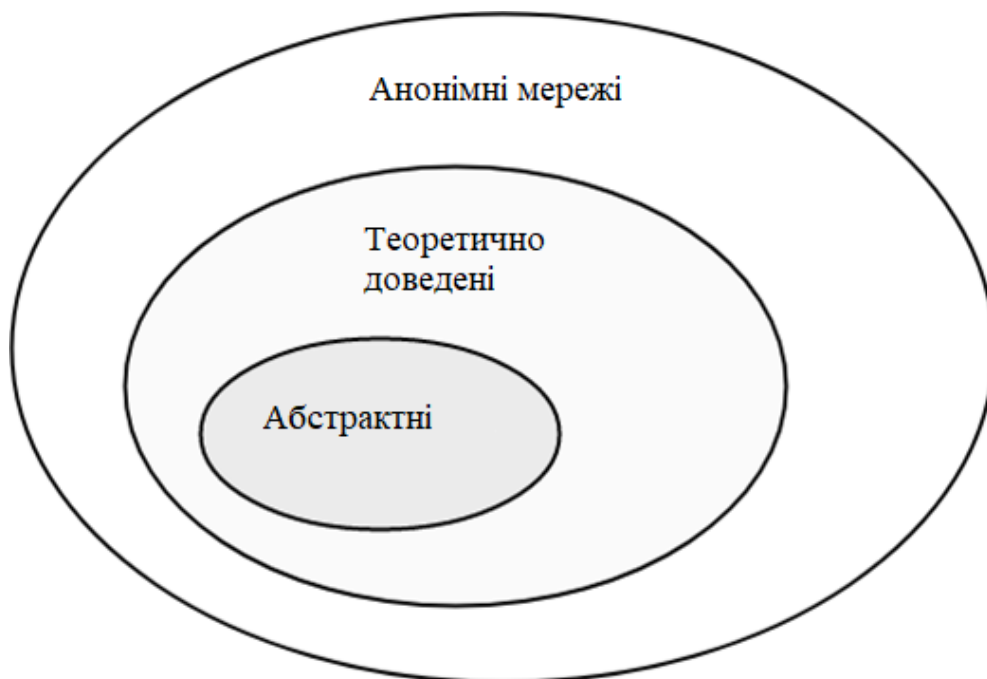 Анонімні мережі
Теоретично
доведені
Абстрактні